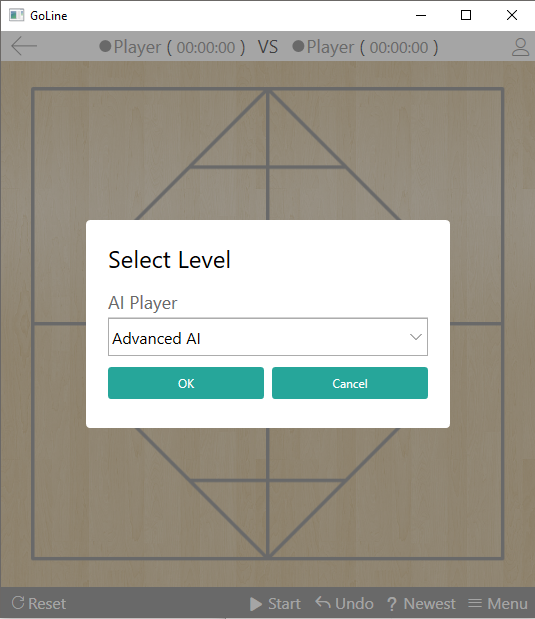 GoLine
Player ( 00:00:00 ) VS Player ( 00:00:00 )
Select Level
AI Player
Advanced AI
OK Cancel
Reset Start Undo ? Newest Menu